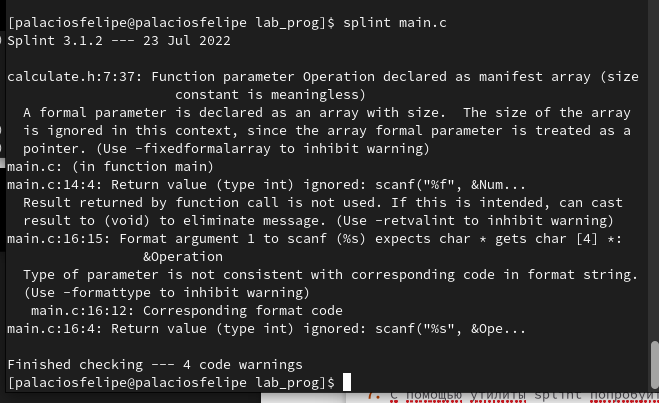 [palaciosfelipe@palaciosfelipe lab_prog]$ splint main.c
Splint 3.1.2 --- 23 Jul 2022

calculate.h:7:37: Function parameter Operation declared as manifest array (size
                     constant is meaningless)
  A formal parameter is declared as an array with size.  The size of the array
  is ignored in this context, since the array formal parameter is treated as a
  pointer. (Use -fixedformalarray to inhibit warning)
main.c: (in function main)
main.c:14:4: Return value (type int) ignored: scanf("%f", &Num...
  Result returned by function call is not used. If this is intended, can cast
  result to (void) to eliminate message. (Use -retvalint to inhibit warning)
main.c:16:15: Format argument 1 to scanf (%s) expects char * gets char [4] *:
                 &Operation
  Type of parameter is not consistent with corresponding code in format string.
  (Use -formattype to inhibit warning)
   main.c:16:12: Corresponding format code
main.c:16:4: Return value (type int) ignored: scanf("%s", &Ope...

Finished checking --- 4 code warnings
[palaciosfelipe@palaciosfelipe lab_prog]$
7. С помощью утилиты splint